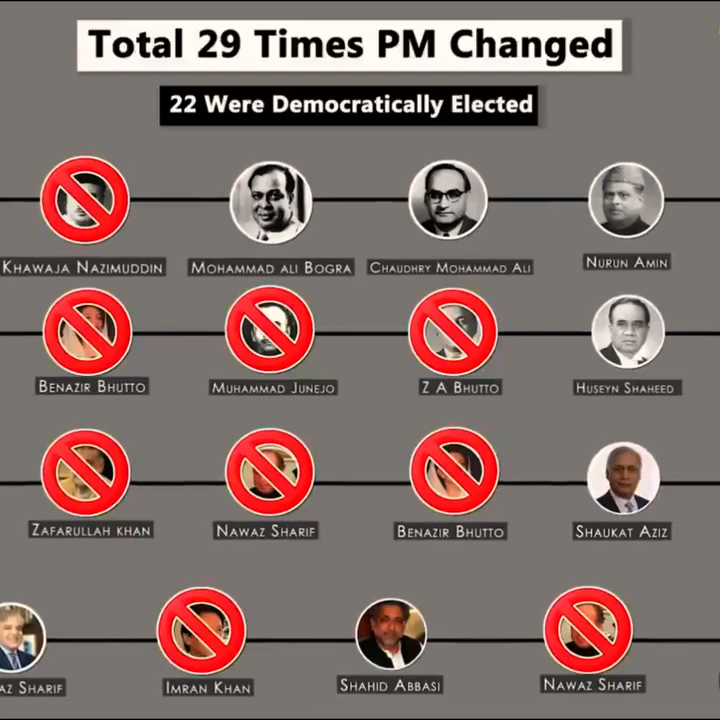 Total 29 Times PM Changed
22 Were Democratically Elected
Khawaja Nazimuddin
Mohammad ali Bogra
Chaudhry Mohammad Ali
Nurun Amin
Benazir Bhutto
Muhammad Junejo
Z A Bhutto
Huseyn Shaheed
Zafarullah khan
Nawaz Sharif
Benazir Bhutto
Shaukat Aziz
az Sharif
Imran Khan
Shahid Abbasi
Nawaz Sharif